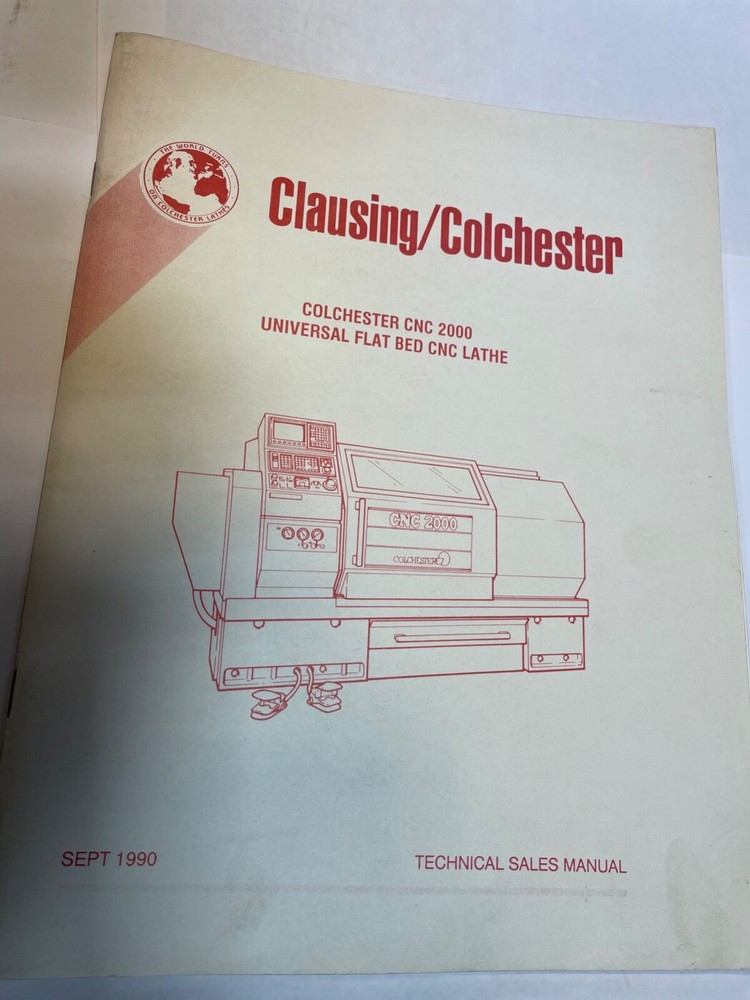 THE WORLD TURNS
ON COLCHESTER LATHES
Clausing/Colchester
COLCHESTER CNC 2000
UNIVERSAL FLAT BED CNC LATHE
CNC 2000
COLCHESTER
SEPT 1990
TECHNICAL SALES MANUAL